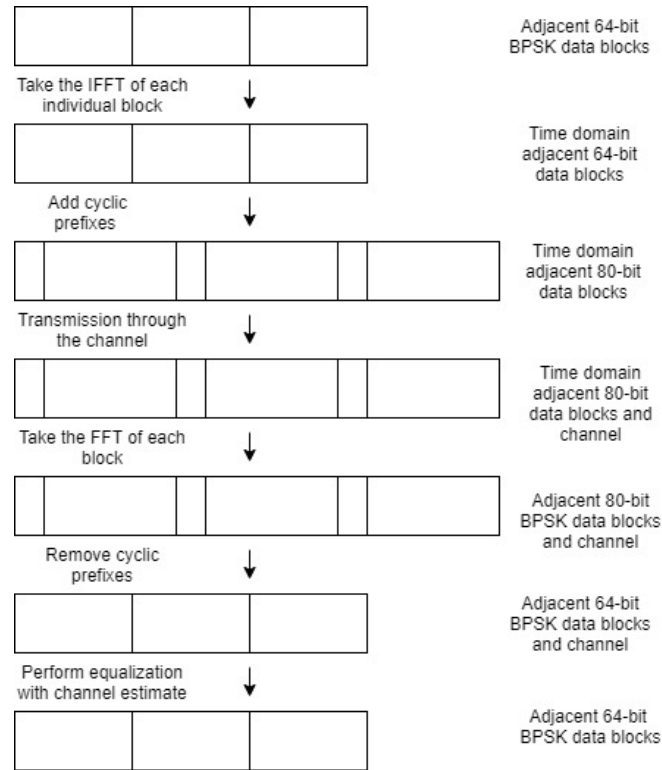 Adjacent 64-bit
BPSK data blocks
Take the IFFT of each
individual block
Time domain
adjacent 64-bit
data blocks
Add cyclic
prefixes
Time domain
adjacent 80-bit
data blocks
Transmission through
the channel
Time domain
adjacent 80-bit
data blocks and
channel
Take the FFT of each
block
Adjacent 80-bit
BPSK data blocks
and channel
Remove cyclic
prefixes
Adjacent 64-bit
BPSK data blocks
and channel
Perform equalization
with channel estimate
Adjacent 64-bit
BPSK data blocks